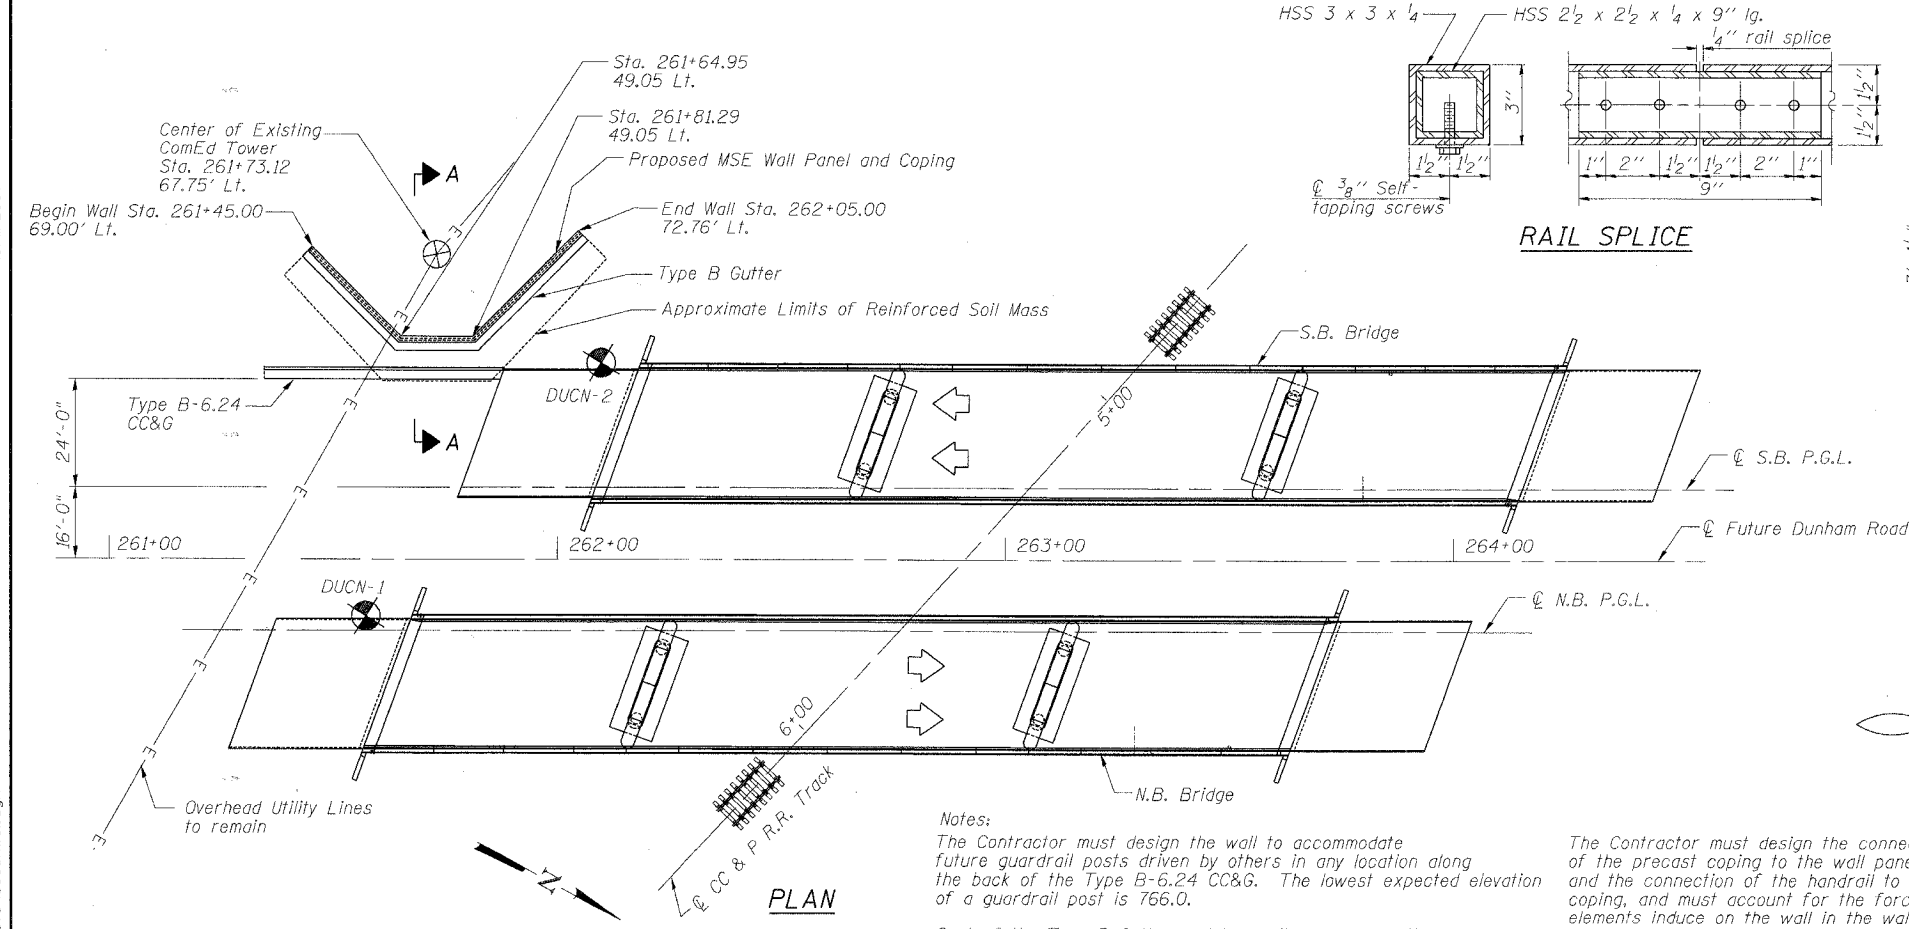 HSS 3 x 3 x 1/4
HSS 2 1/2 x 2 1/2 x 1/4 x 9" lg.
1/4" rail splice
3"
1 1/2"
1 1/2"
1 1/2"
1 1/2"
1"
2"
1 1/2"
1 1/2"
2"
1"
9"
℄ 3/8" Self-
tapping screws
RAIL SPLICE
Sta. 261+64.95
49.05 Lt.
Sta. 261+81.29
49.05 Lt.
Center of Existing
ComEd Tower
Sta. 261+73.12
67.75' Lt.
A
Proposed MSE Wall Panel and Coping
Begin Wall Sta. 261+45.00
69.00' Lt.
End Wall Sta. 262+05.00
72.76' Lt.
Type B Gutter
Approximate Limits of Reinforced Soil Mass
S.B. Bridge
DUCN-2
Type B-6.24
CC&G
A
5+00
24'-0"
16'-0"
℄ S.B. P.G.L.
℄ Future Dunham Road
261+00
262+00
263+00
264+00
DUCN-1
℄ N.B. P.G.L.
6+00
E
E
E
E
E
E
E
E
E
N.B. Bridge
Overhead Utility Lines
to remain
℄ CC & P R.R. Track
N
PLAN
Notes:
The Contractor must design the wall to accommodate
future guardrail posts driven by others in any location along
the back of the Type B-6.24 CC&G. The lowest expected elevation
of a guardrail post is 766.0.
The Contractor must design the
of the precast coping to the wall
and the connection of the handrail to
coping, and must account for the
elements induce on the wall in the